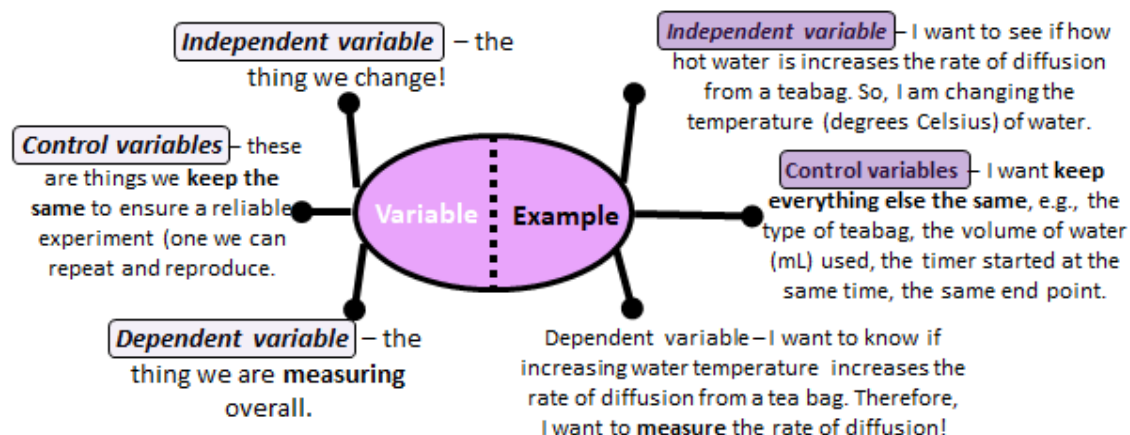 Independent variable – the
thing we change!
Control variables – these
are things we keep the
same to ensure a reliable
experiment (one we can
repeat and reproduce.
Dependent variable – the
thing we are measuring
overall.
Variable
Example
Independent variable – I want to see if how
hot water is increases the rate of diffusion
from a teabag. So, I am changing the
temperature (degrees Celsius) of water.
Control variables – I want keep
everything else the same, e.g., the
type of teabag, the volume of water
(mL) used, the timer started at the
same time, the same end point.
Dependent variable – I want to know if
increasing water temperature increases the
rate of diffusion from a tea bag. Therefore,
I want to measure the rate of diffusion!